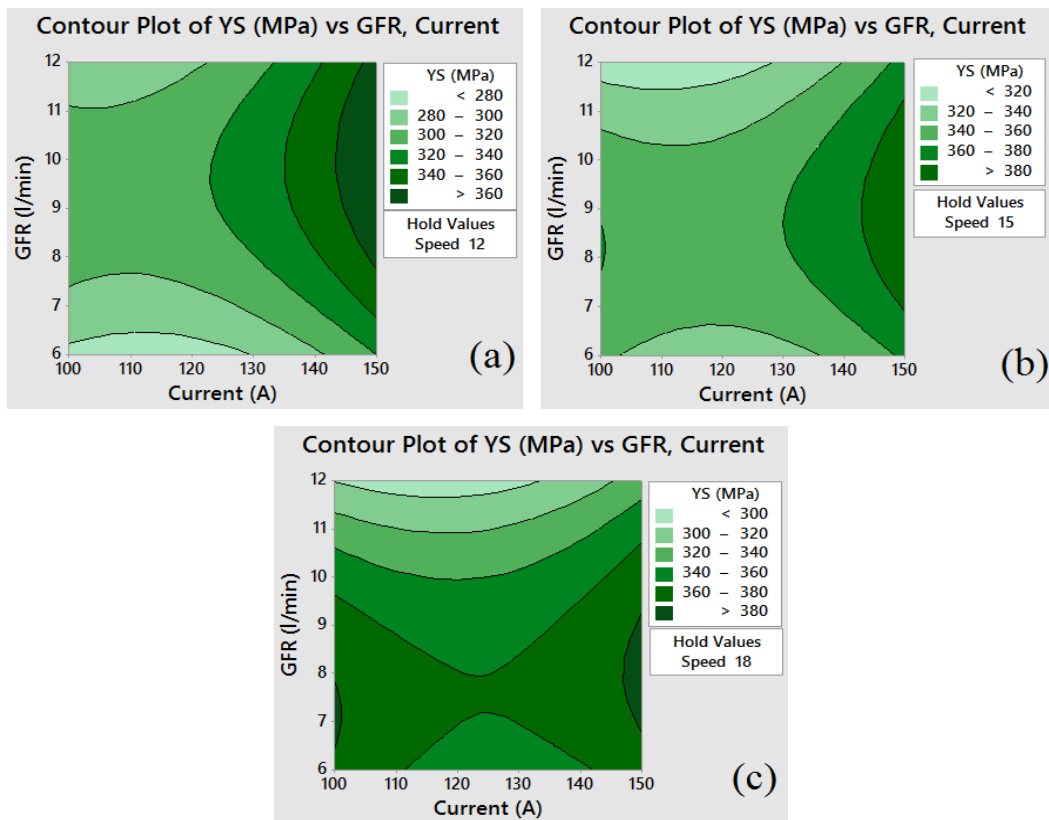 Contour Plot of YS (MPa) vs GFR, Current
12
11
10
9
8
7
6
GFR (l/min)
100 110 120 130 140 150
Current (A)
YS (MPa)
< 280
280 – 300
300 – 320
320 – 340
340 – 360
> 360
Hold Values
Speed 12
(a)
Contour Plot of YS (MPa) vs GFR, Current
12
11
10
9
8
7
6
GFR (l/min)
100 110 120 130 140 150
Current (A)
YS (MPa)
< 320
320 – 340
340 – 360
360 – 380
> 380
Hold Values
Speed 15
(b)
Contour Plot of YS (MPa) vs GFR, Current
12
11
10
9
8
7
6
GFR (l/min)
100 110 120 130 140 150
Current (A)
YS (MPa)
< 300
300 – 320
320 – 340
340 – 360
360 – 380
> 380
Hold Values
Speed 18
(c)